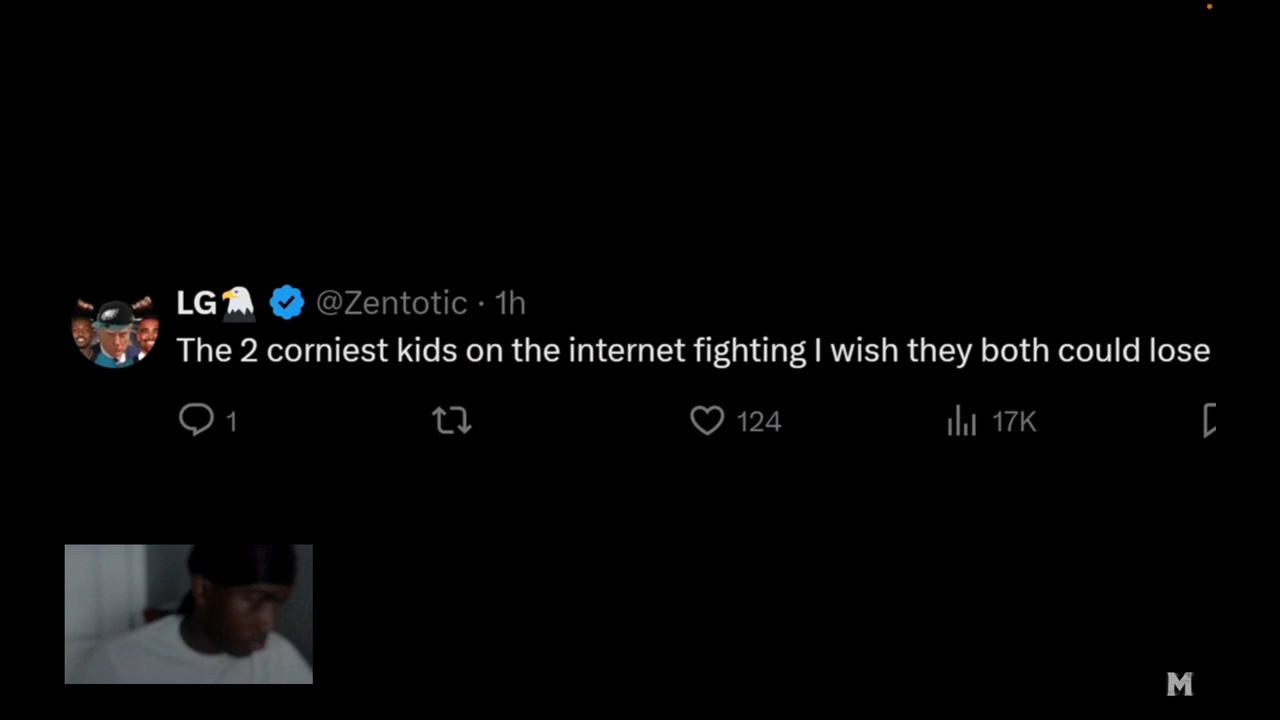 LG🦅 @Zentotic · 1h
The 2 corniest kids on the internet fighting I wish they both could lose
1 124 17K
M